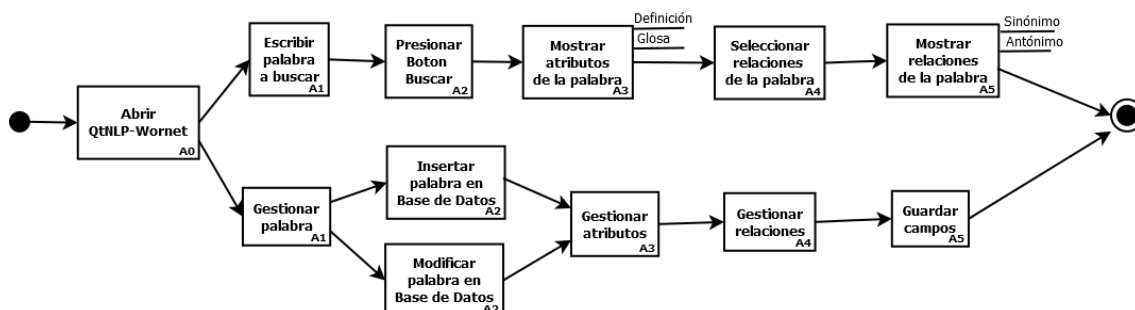 Escribir
palabra
a buscar
A1
Presionar
Boton
Buscar
A2
Mostrar
atributos
de la palabra
A3
Definición
Glosa
Seleccionar
relaciones
de la palabra
A4
Mostrar
relaciones
de la palabra
A5
Sinónimo
Antónimo
Abrir
QtNLP-Wornet
A0
Gestionar
palabra
A1
Insertar
palabra en
Base de Datos
A2
Modificar
palabra en
Base de Datos
A2
Gestionar
atributos
A3
Gestionar
relaciones
A4
Guardar
campos
A5